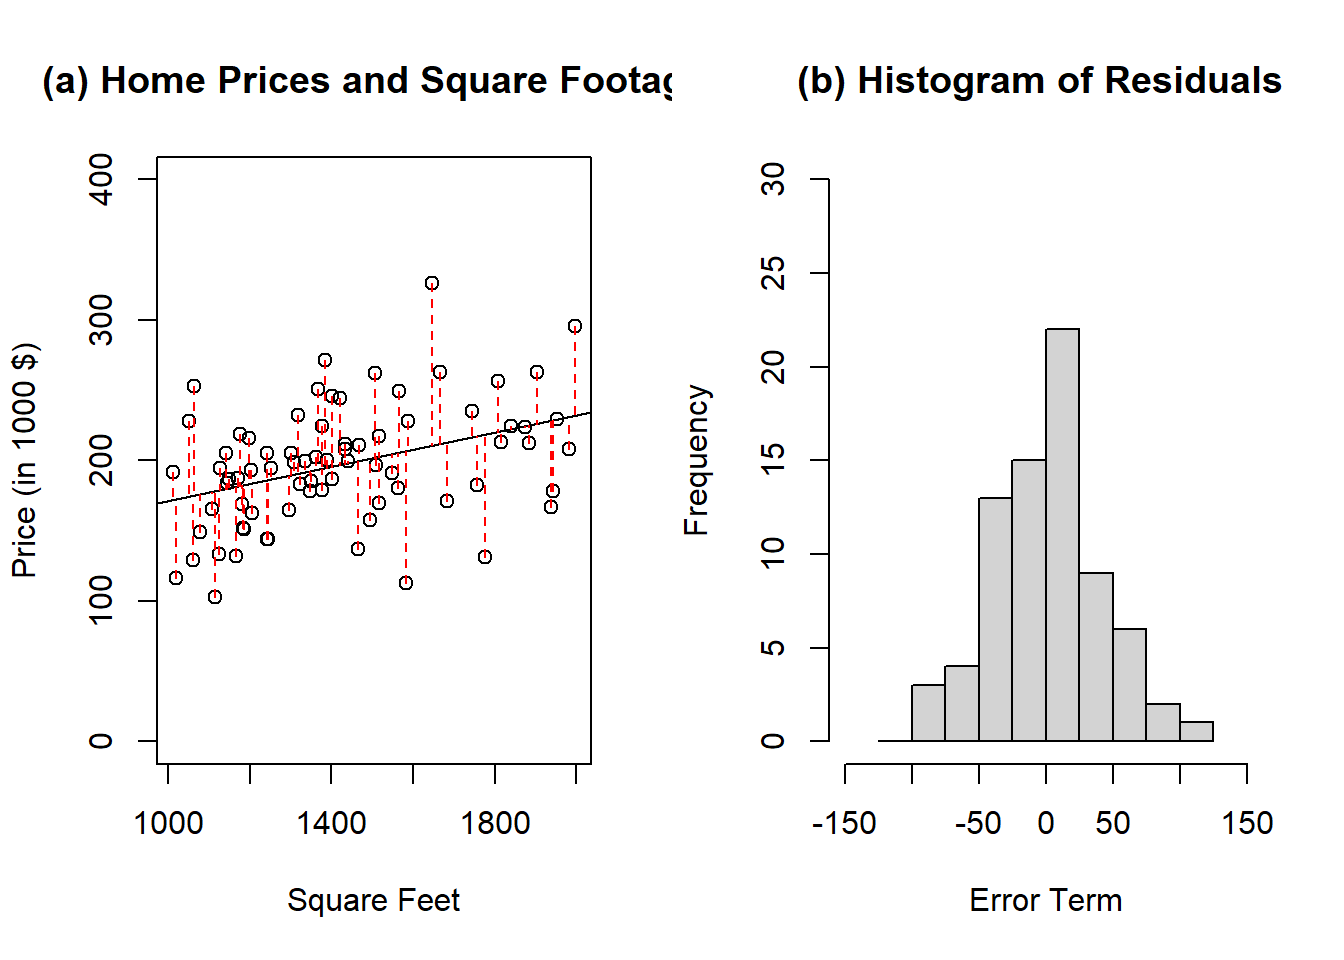 (a) Home Prices and Square Footag
Price (in 1000 $)
400
300
200
100
0
1000 1400 1800
Square Feet
(b) Histogram of Residuals
Frequency
30
25
20
15
10
5
0
-150 -50 0 50 150
Error Term